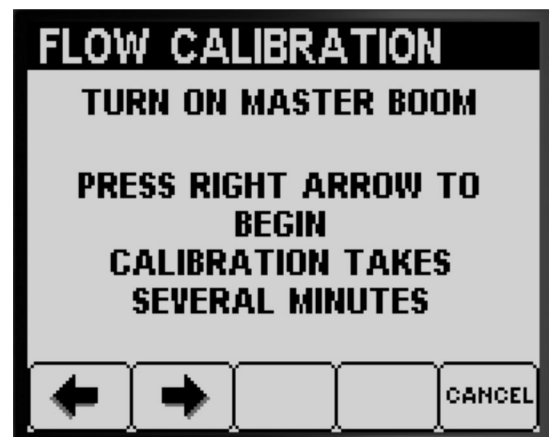 FLOW CALIBRATION
TURN ON MASTER BOOM
PRESS RIGHT ARROW TO
BEGIN
CALIBRATION TAKES
SEVERAL MINUTES
CANCEL